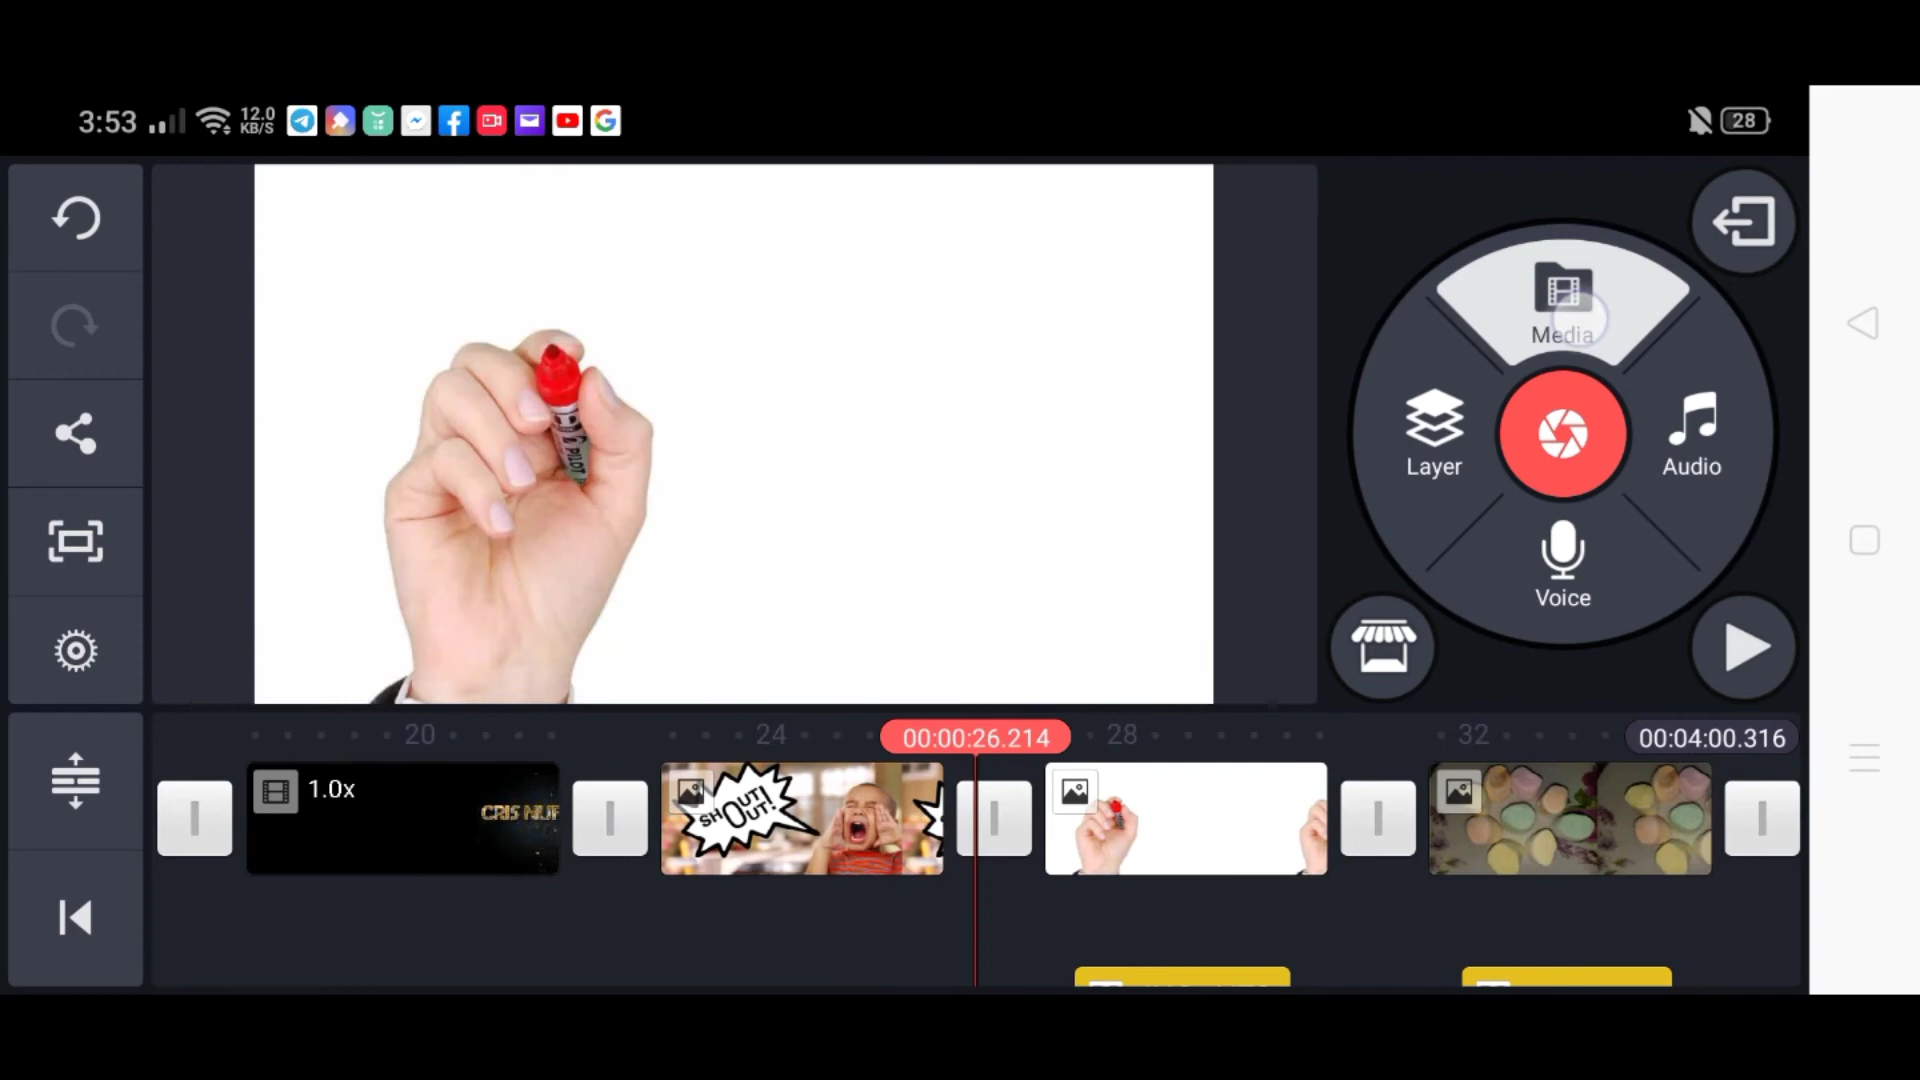 3:53 12.0 KB/S 28
PILOT
Media
Layer
Audio
Voice
20 24 00:00:26.214 28 32 00:04:00.316
1.0x
CRIS
SHOUT OUT!